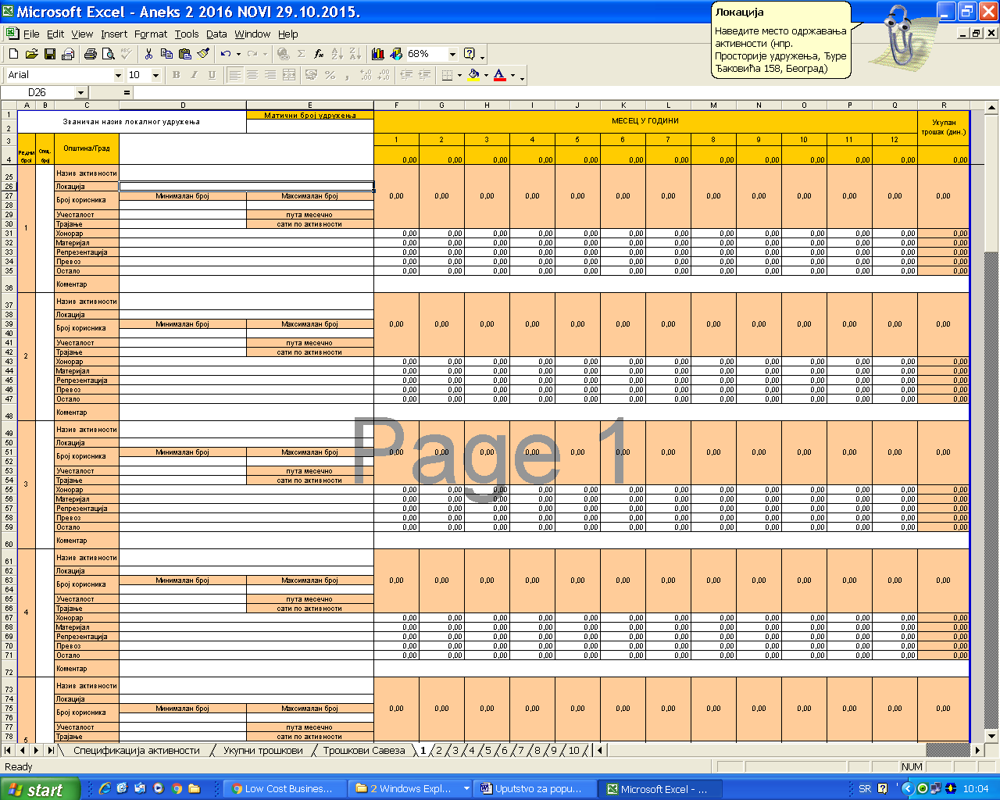 Microsoft Excel - Aneks 2 2016 NOVI 29.10.2015.
Локација
Наведите место одржавања
активности (нпр.
Просторије удружења, Ђуре
Ђаковића 158, Београд)
File Edit View Insert Format Tools Data Window Help
68%
Arial 10 B I U
D26 =
A B C D E F G H I J K L M N O P Q R
1 Званичан назив локалног удружења Матични број удружења МЕСЕЦ У ГОДИНИ Укупан трошак (дин.)
2
3 Редни број Спец. број Општина/Град 1 2 3 4 5 6 7 8 9 10 11 12
4 0,00 0,00 0,00 0,00 0,00 0,00 0,00 0,00 0,00 0,00 0,00 0,00 0,00
1
25 Назив активности
26 Локација
27 Број корисника Минималан број Максималан број 0,00 0,00 0,00 0,00 0,00 0,00 0,00 0,00 0,00 0,00 0,00 0,00 0,00
28
29 Учесталост пута месечно
30 Трајање сати по активности
31 Хонорар 0,00 0,00 0,00 0,00 0,00 0,00 0,00 0,00 0,00 0,00 0,00 0,00 0,00
32 Материјал 0,00 0,00 0,00 0,00 0,00 0,00 0,00 0,00 0,00 0,00 0,00 0,00 0,00
33 Репрезентација 0,00 0,00 0,00 0,00 0,00 0,00 0,00 0,00 0,00 0,00 0,00 0,00 0,00
34 Превоз 0,00 0,00 0,00 0,00 0,00 0,00 0,00 0,00 0,00 0,00 0,00 0,00 0,00
35 Остало 0,00 0,00 0,00 0,00 0,00 0,00 0,00 0,00 0,00 0,00 0,00 0,00 0,00
36 Коментар
2
37 Назив активности
38 Локација
39 Број корисника Минималан број Максималан број 0,00 0,00 0,00 0,00 0,00 0,00 0,00 0,00 0,00 0,00 0,00 0,00 0,00
40
41 Учесталост пута месечно
42 Трајање сати по активности
43 Хонорар 0,00 0,00 0,00 0,00 0,00 0,00 0,00 0,00 0,00 0,00 0,00 0,00 0,00
44 Материјал 0,00 0,00 0,00 0,00 0,00 0,00 0,00 0,00 0,00 0,00 0,00 0,00 0,00
45 Репрезентација 0,00 0,00 0,00 0,00 0,00 0,00 0,00 0,00 0,00 0,00 0,00 0,00 0,00
46 Превоз 0,00 0,00 0,00 0,00 0,00 0,00 0,00 0,00 0,00 0,00 0,00 0,00 0,00
47 Остало 0,00 0,00 0,00 0,00 0,00 0,00 0,00 0,00 0,00 0,00 0,00 0,00 0,00
48 Коментар
Page 1
3
49 Назив активности
50 Локација
51 Број корисника Минималан број Максималан број 0,00 0,00 0,00 0,00 0,00 0,00 0,00 0,00 0,00 0,00 0,00 0,00 0,00
52
53 Учесталост пута месечно
54 Трајање сати по активности
55 Хонорар 0,00 0,00 0,00 0,00 0,00 0,00 0,00 0,00 0,00 0,00 0,00 0,00 0,00
56 Материјал 0,00 0,00 0,00 0,00 0,00 0,00 0,00 0,00 0,00 0,00 0,00 0,00 0,00
57 Репрезентација 0,00 0,00 0,00 0,00 0,00 0,00 0,00 0,00 0,00 0,00 0,00 0,00 0,00
58 Превоз 0,00 0,00 0,00 0,00 0,00 0,00 0,00 0,00 0,00 0,00 0,00 0,00 0,00
59 Остало 0,00 0,00 0,00 0,00 0,00 0,00 0,00 0,00 0,00 0,00 0,00 0,00 0,00
60 Коментар
4
61 Назив активности
62 Локација
63 Број корисника Минималан број Максималан број 0,00 0,00 0,00 0,00 0,00 0,00 0,00 0,00 0,00 0,00 0,00 0,00 0,00
64
65 Учесталост пута месечно
66 Трајање сати по активности
67 Хонорар 0,00 0,00 0,00 0,00 0,00 0,00 0,00 0,00 0,00 0,00 0,00 0,00 0,00
68 Материјал 0,00 0,00 0,00 0,00 0,00 0,00 0,00 0,00 0,00 0,00 0,00 0,00 0,00
69 Репрезентација 0,00 0,00 0,00 0,00 0,00 0,00 0,00 0,00 0,00 0,00 0,00 0,00 0,00
70 Превоз 0,00 0,00 0,00 0,00 0,00 0,00 0,00 0,00 0,00 0,00 0,00 0,00 0,00
71 Остало 0,00 0,00 0,00 0,00 0,00 0,00 0,00 0,00 0,00 0,00 0,00 0,00 0,00
72 Коментар
5
73 Назив активности
74 Локација
75 Број корисника Минималан број Максималан број 0,00 0,00 0,00 0,00 0,00 0,00 0,00 0,00 0,00 0,00 0,00 0,00 0,00
76
77 Учесталост пута месечно
78 Трајање сати по активности
Спецификација активности Укупни трошкови Трошкови Савеза 1 2 3 4 5 6 7 8 9 10
Ready NUM
start Low Cost Business... 2 Windows Expl... Uputstvo za popu... Microsoft Excel - ... SR 10:04